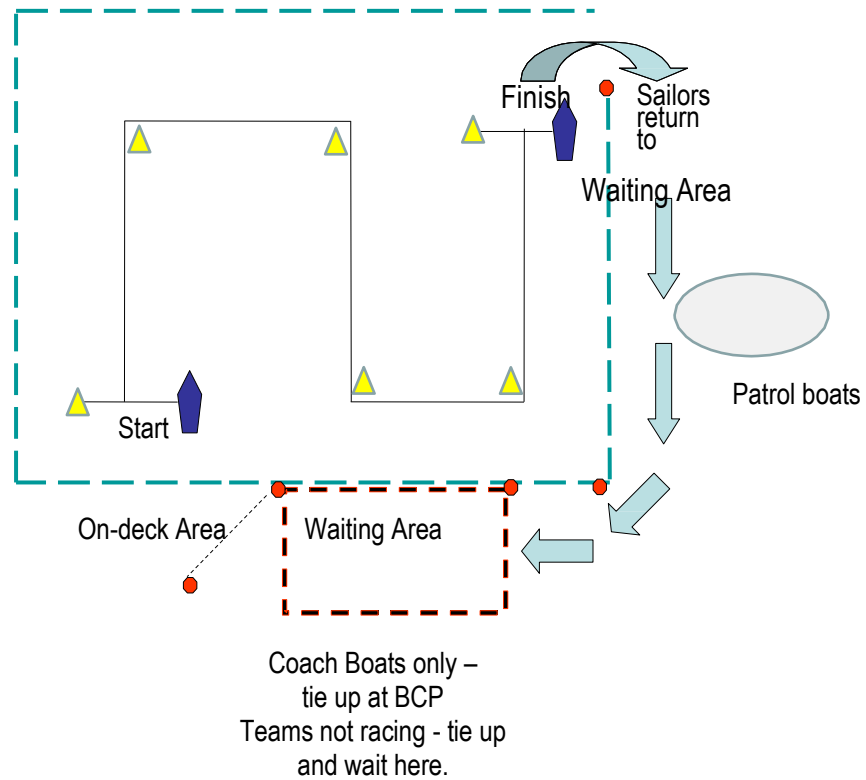 Finish
Sailors
return
to
Waiting Area
Patrol boats
Start
On-deck Area
Waiting Area
Coach Boats only –
tie up at BCP
Teams not racing - tie up
and wait here.